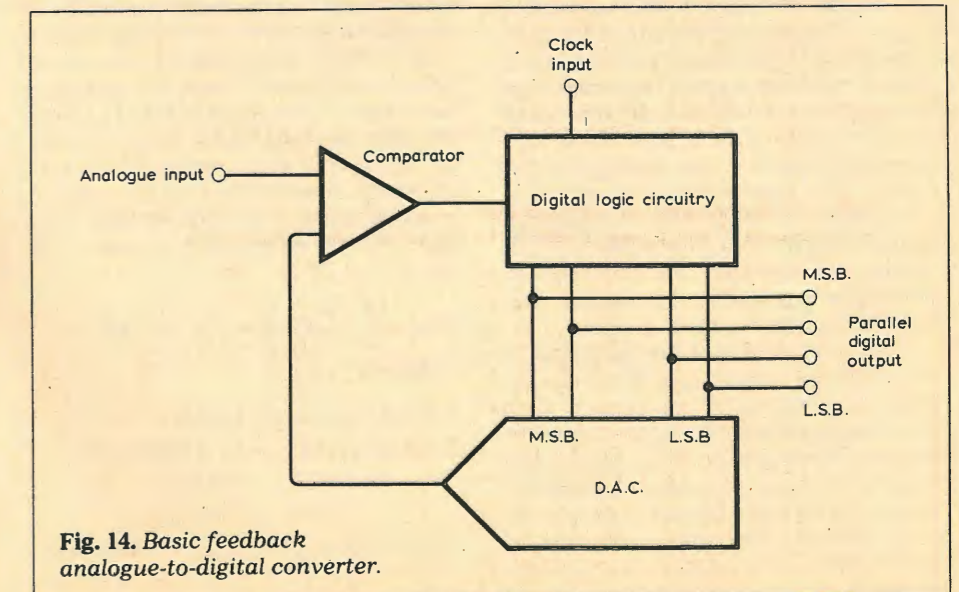 Clock
input
Analogue input
Comparator
Digital logic circuitry
M.S.B.
Parallel
digital
output
L.S.B.
M.S.B.
L.S.B
D.A.C.
Fig. 14. Basic feedback
analogue-to-digital converter.